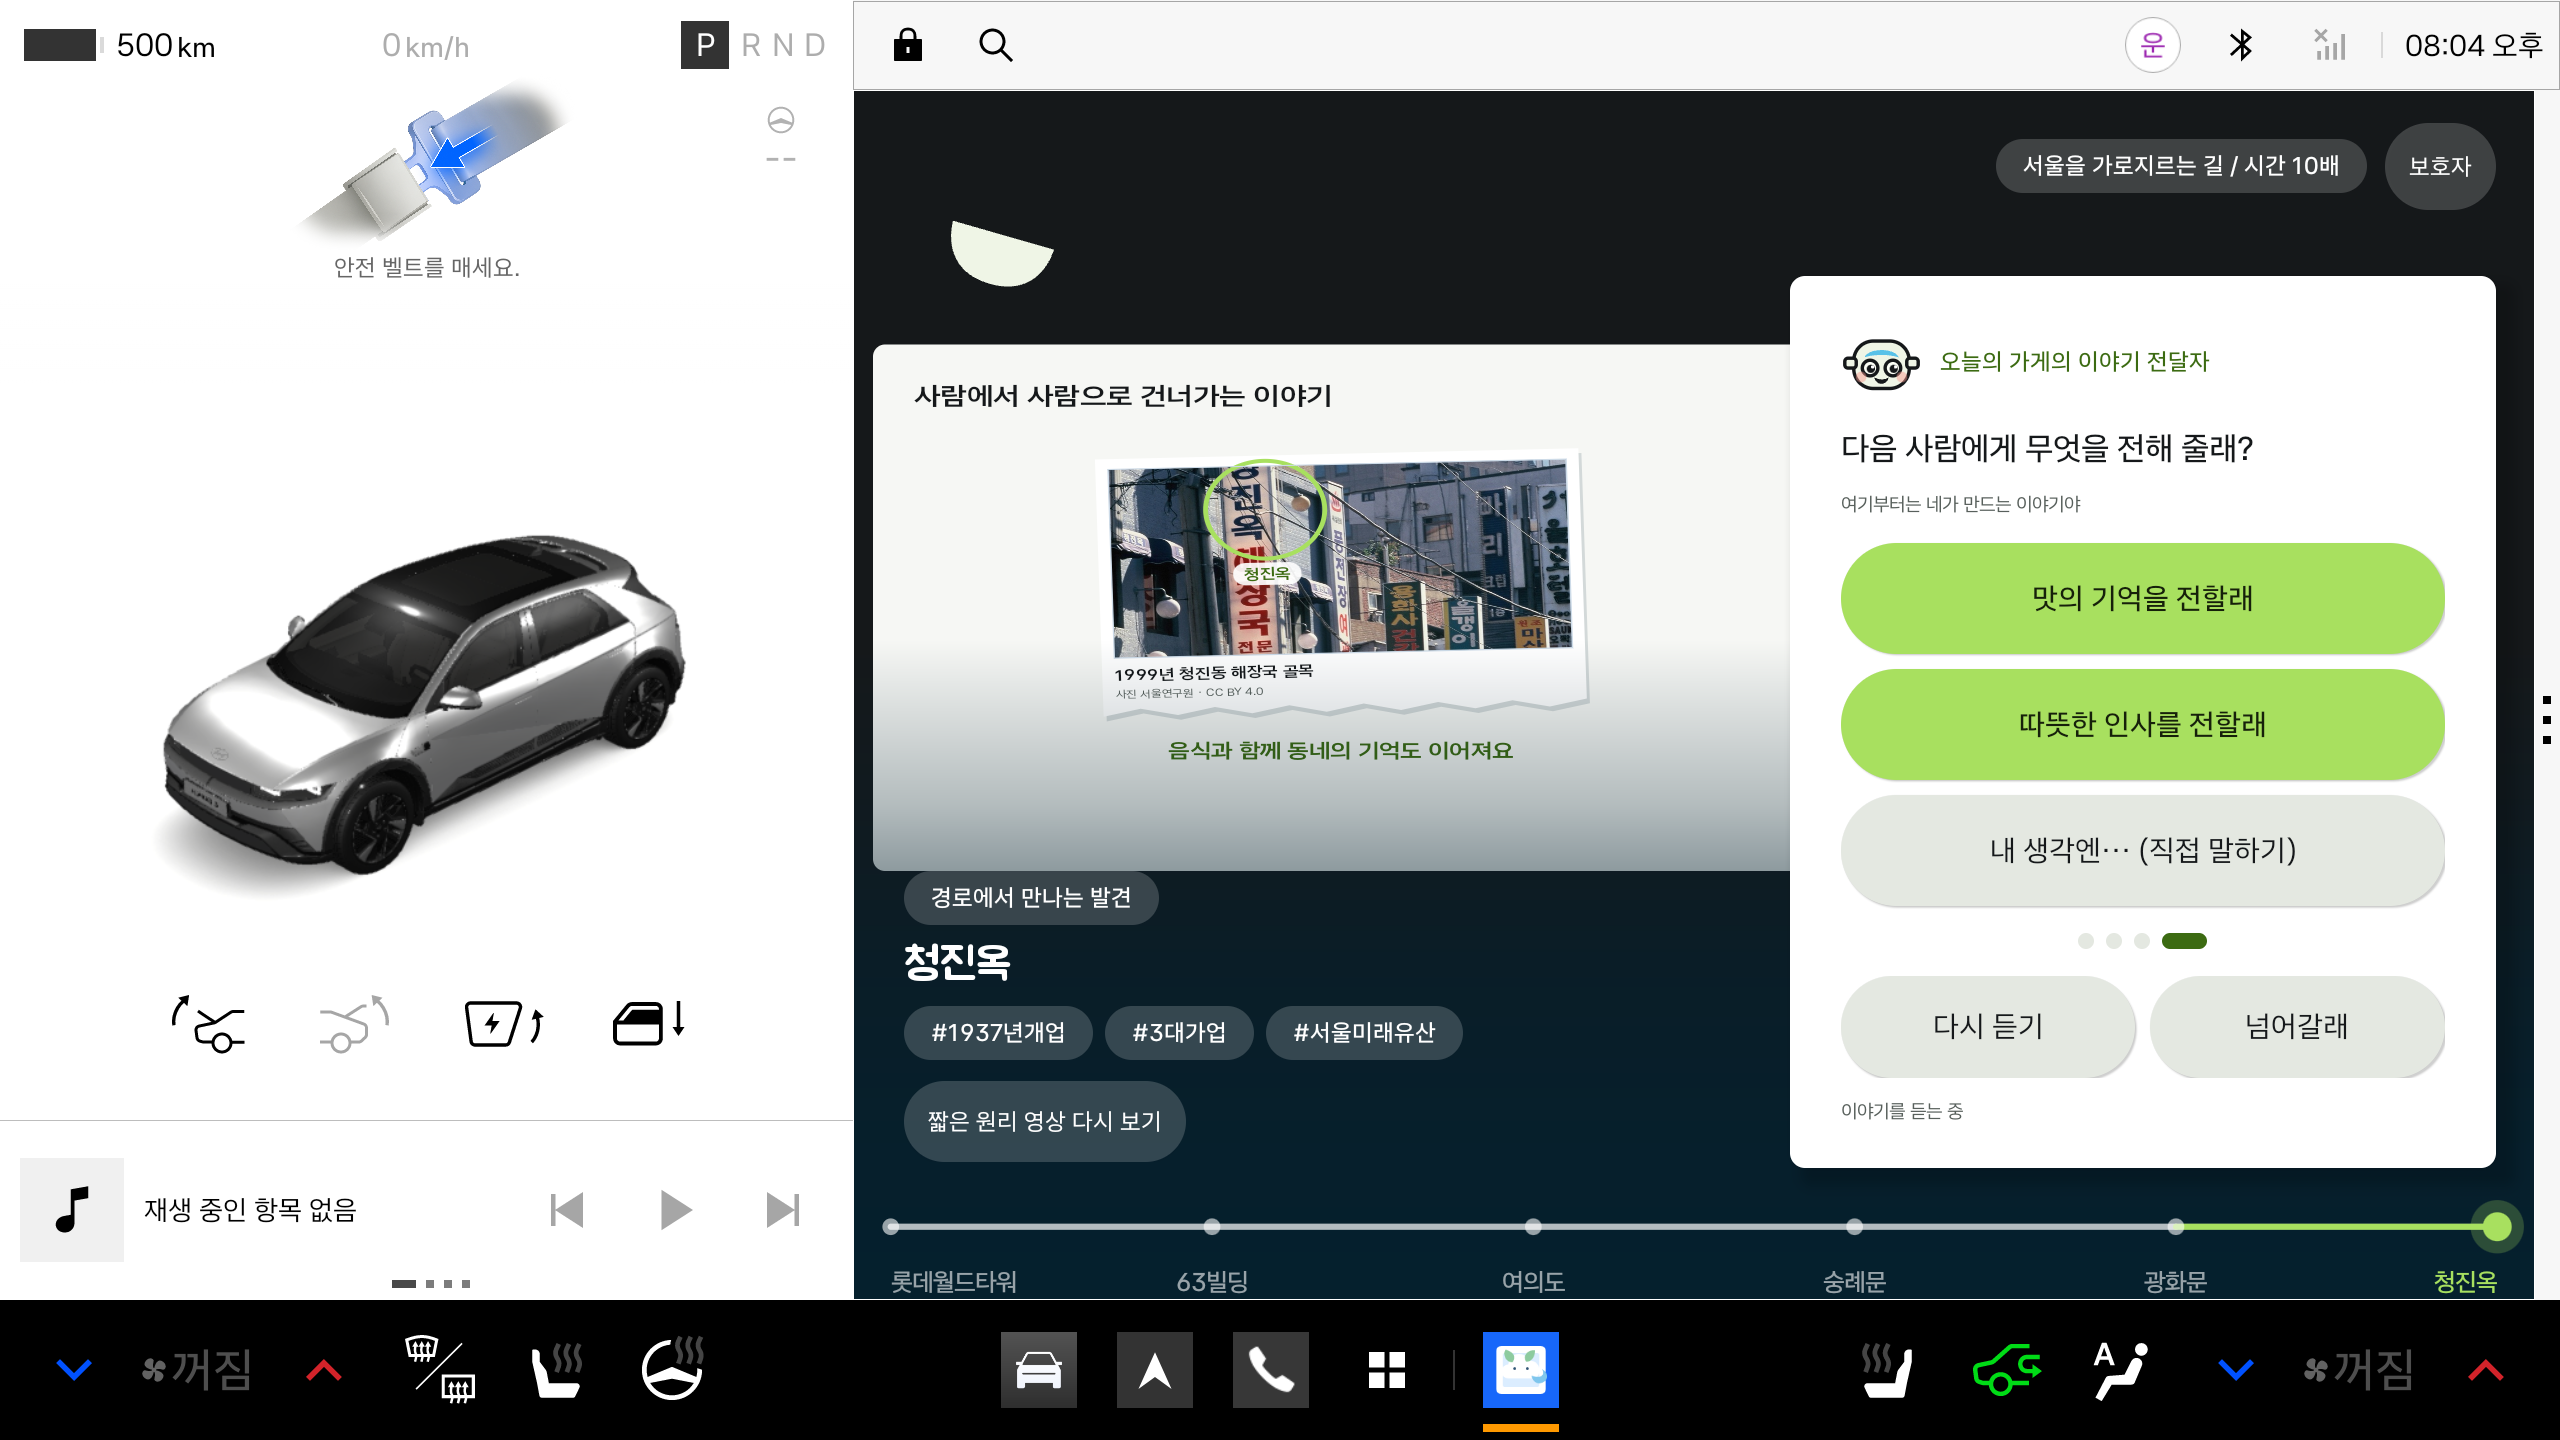 500 km
0 km/h
P R N D
08:04 오후
운
안전 벨트를 매세요.
서울을 가로지르는 길 / 시간 10배
보호자
사람에서 사람으로 건너가는 이야기
청진옥
해장국
전문
청진옥
1999년 청진동 해장국 골목
사진 서울연구원 · CC BY 4.0
음식과 함께 동네의 기억도 이어져요
오늘의 가게의 이야기 전달자
다음 사람에게 무엇을 전해 줄래?
여기부터는 네가 만드는 이야기야
맛의 기억을 전할래
따뜻한 인사를 전할래
내 생각엔… (직접 말하기)
다시 듣기
넘어갈래
이야기를 듣는 중
경로에서 만나는 발견
청진옥
#1937년개업
#3대가업
#서울미래유산
짧은 원리 영상 다시 보기
재생 중인 항목 없음
롯데월드타워
63빌딩
여의도
숭례문
광화문
청진옥
꺼짐
A
꺼짐